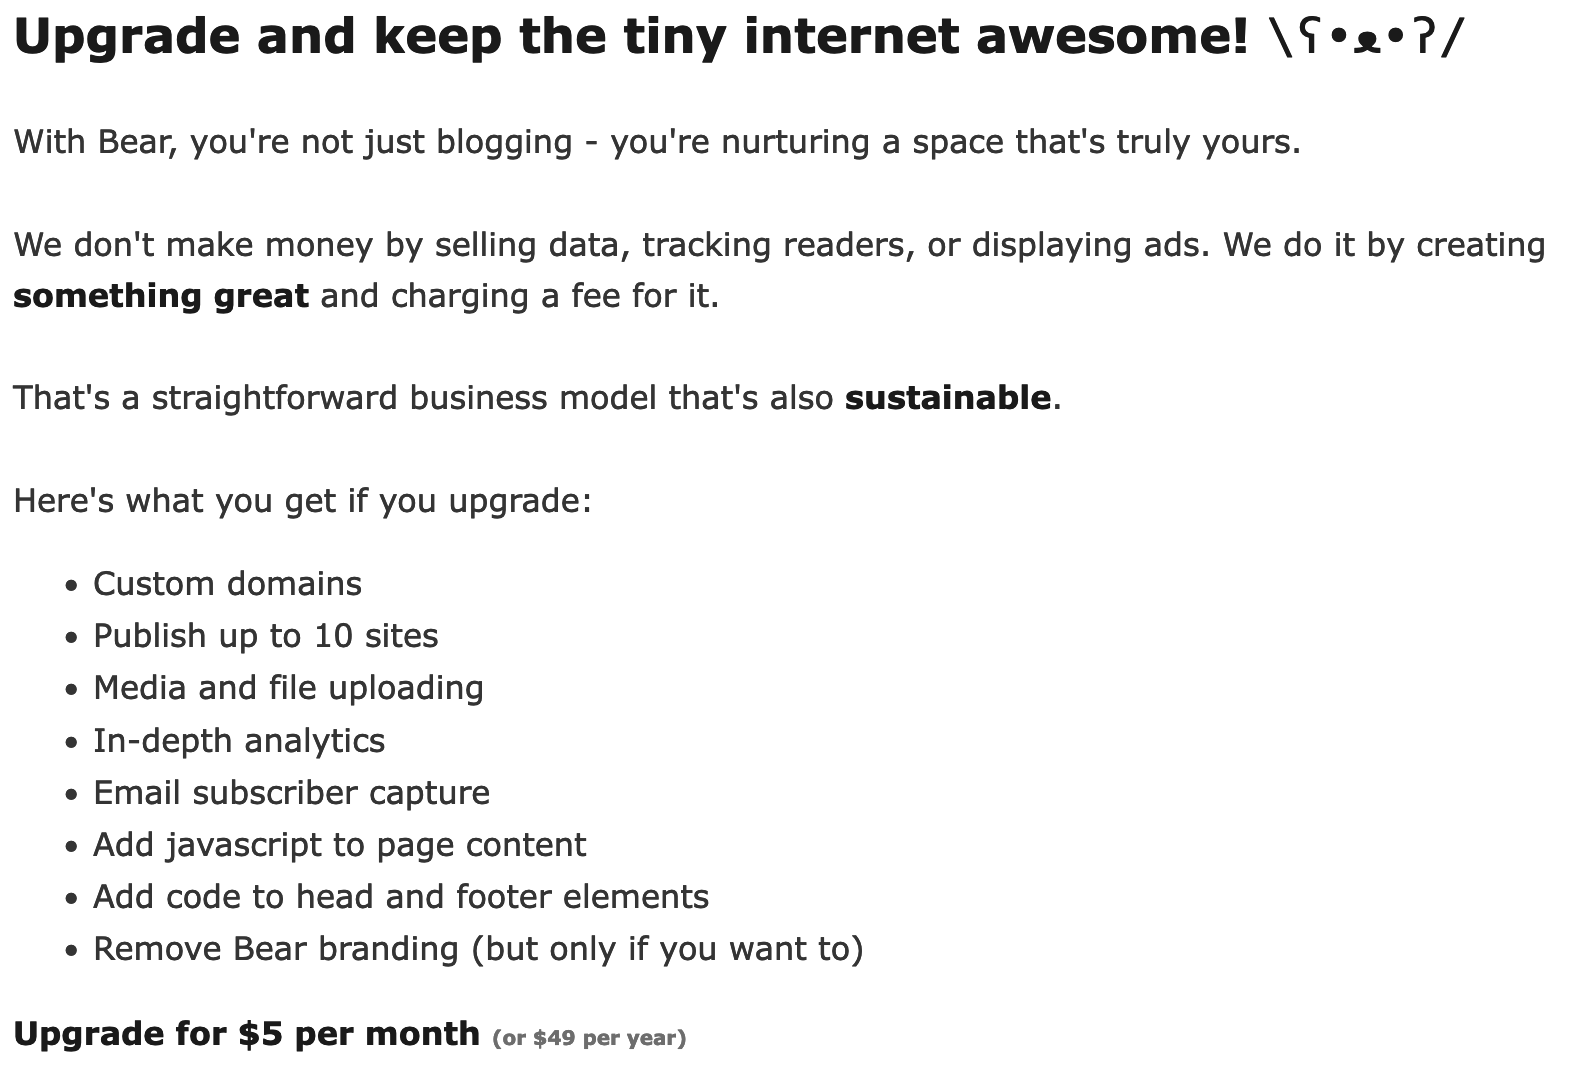 Upgrade and keep the tiny internet awesome! \ʕ•ᴥ•ʔ/
With Bear, you're not just blogging - you're nurturing a space that's truly yours.
We don't make money by selling data, tracking readers, or displaying ads. We do it by creating
something great and charging a fee for it.
That's a straightforward business model that's also sustainable.
Here's what you get if you upgrade:
• Custom domains
• Publish up to 10 sites
• Media and file uploading
• In-depth analytics
• Email subscriber capture
• Add javascript to page content
• Add code to head and footer elements
• Remove Bear branding (but only if you want to)
Upgrade for $5 per month (or $49 per year)